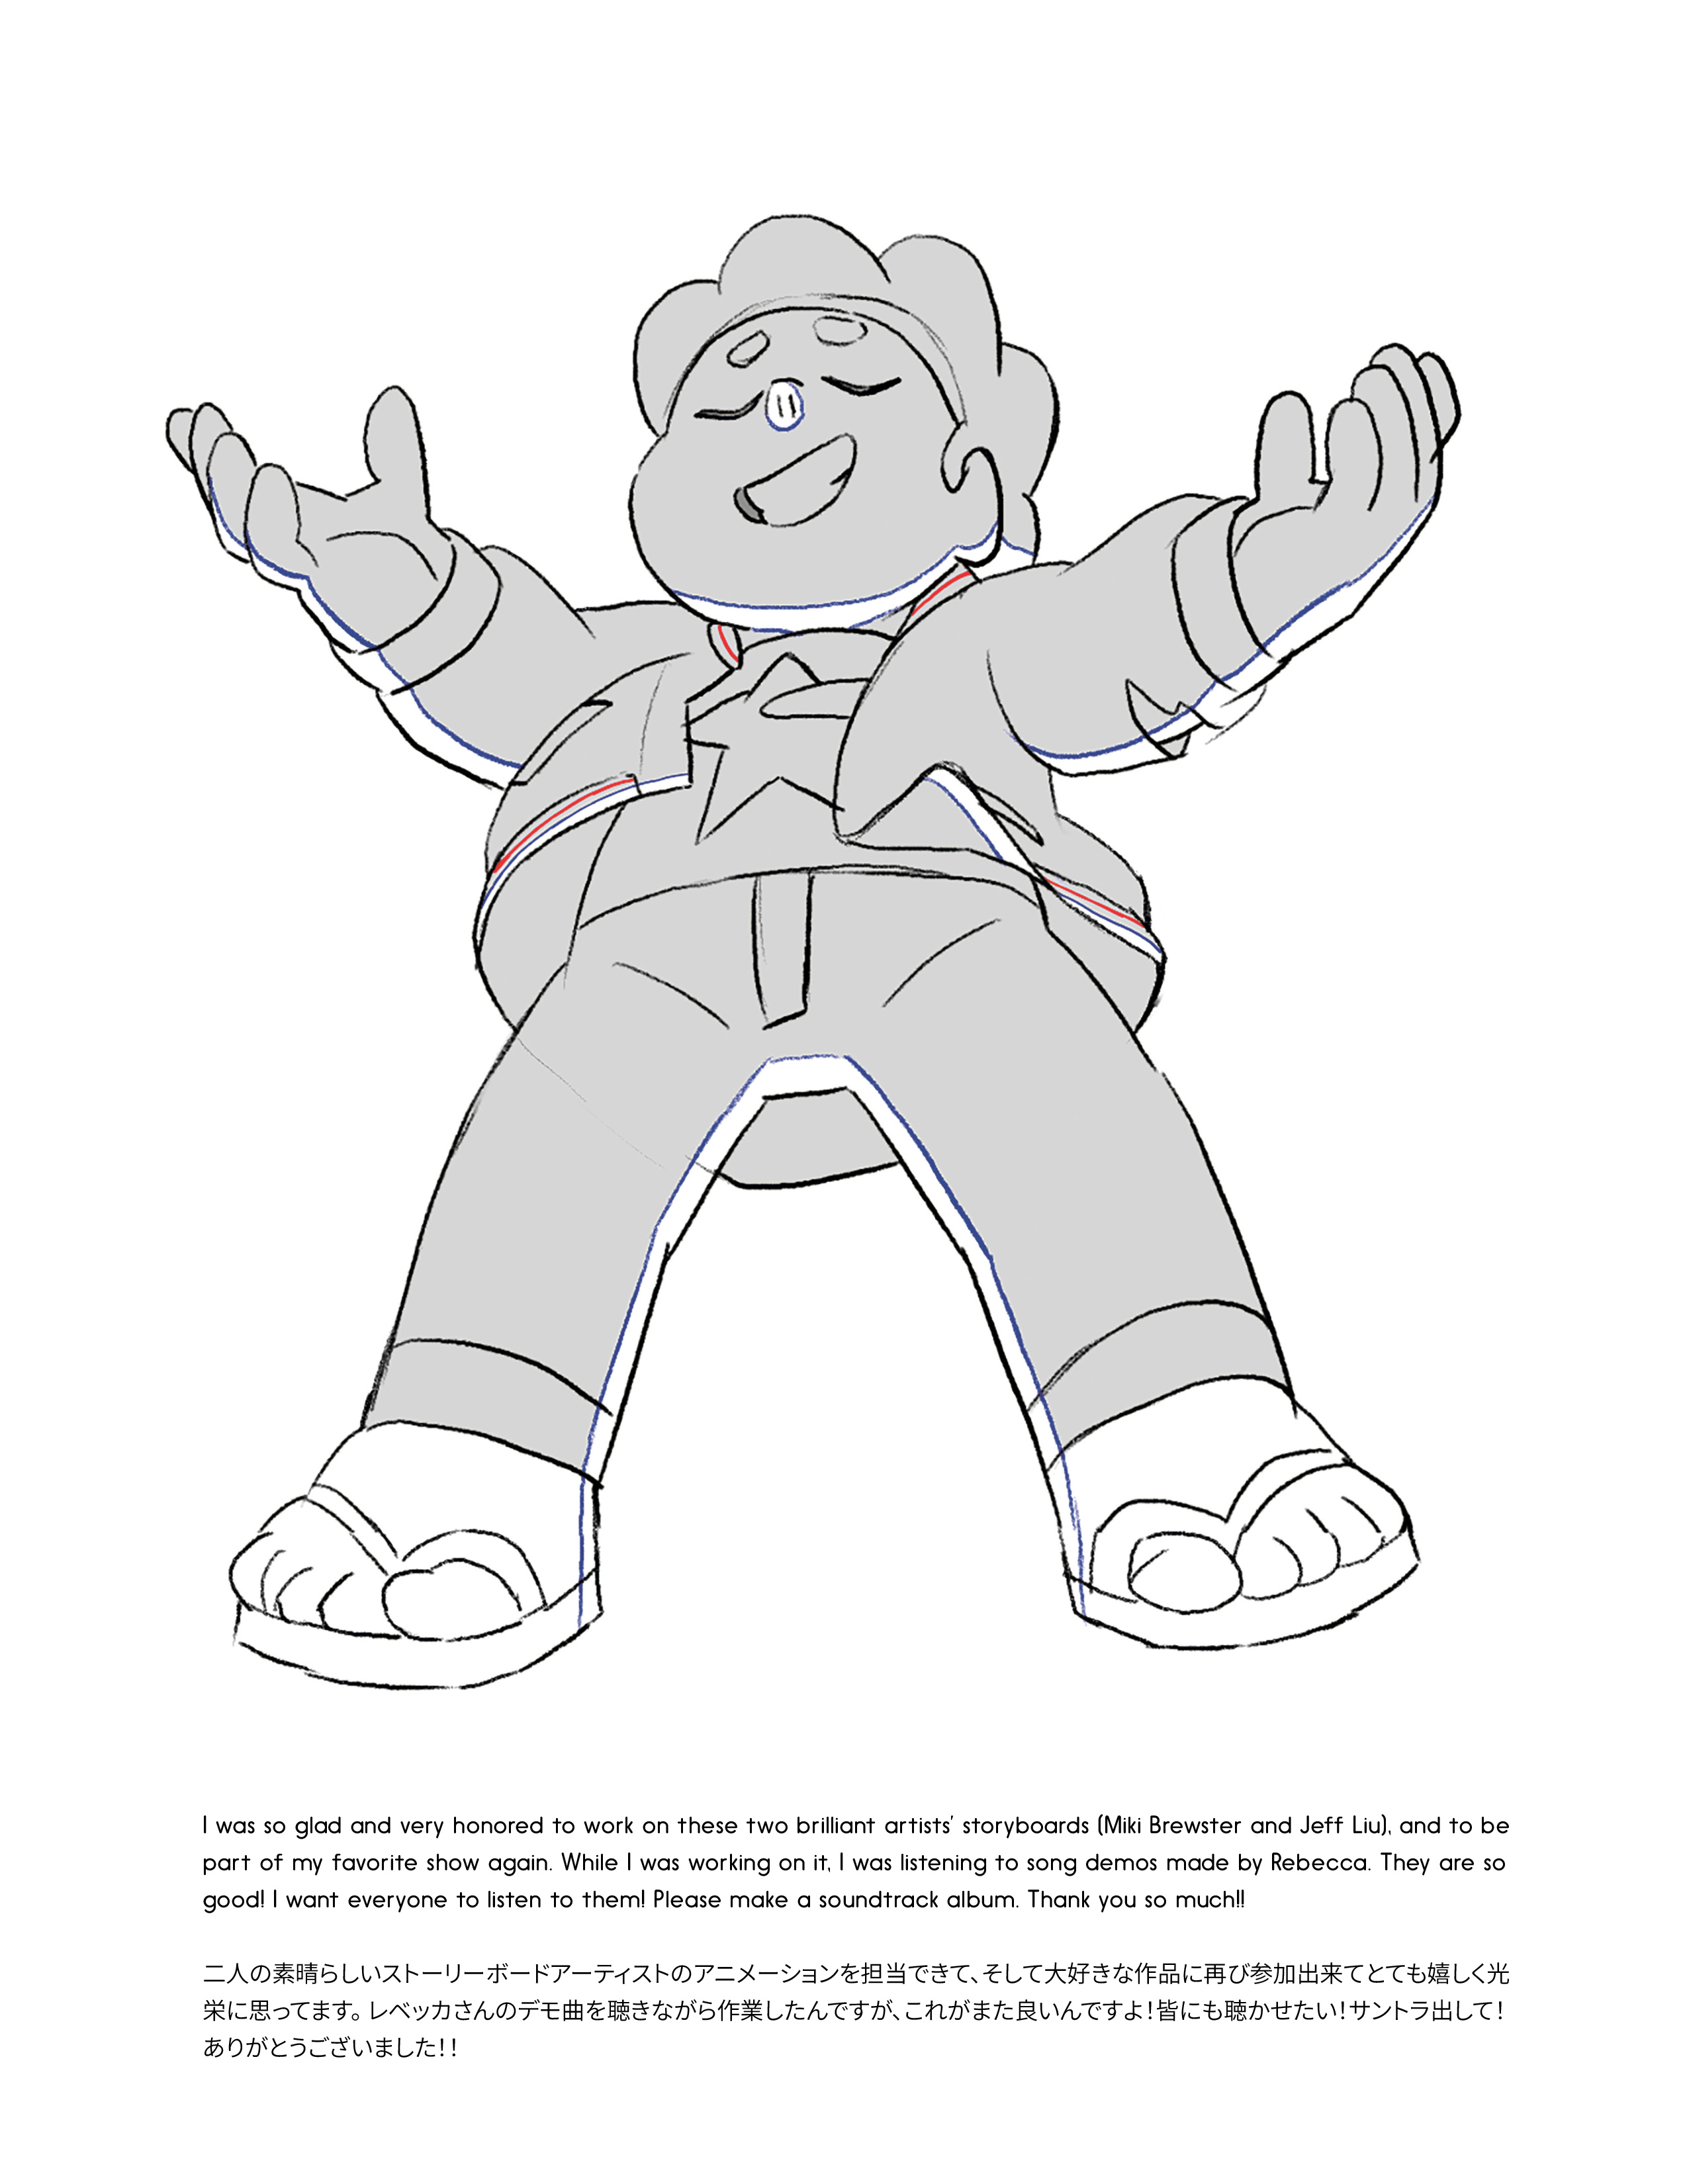 I was so glad and very honored to work on these two brilliant artists' storyboards (Miki Brewster and Jeff Liu), and to be
part of my favorite show again. While I was working on it, I was listening to song demos made by Rebecca. They are so
good! I want everyone to listen to them! Please make a soundtrack album. Thank you so much!!
二人の素晴らしいストーリーボードアーティストのアニメーションを担当できて、そして大好きな作品に再び参加出来てとても嬉しく光
栄に思ってます。レベッカさんのデモ曲を聴きながら作業したんですが、これがまた良いんですよ！皆にも聴かせたい！サントラ出して！
ありがとうございました！！